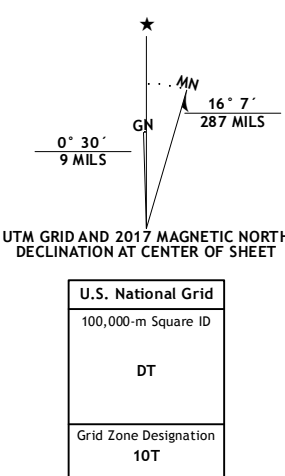 ★
MN
16° 7´
287 MILS
GN
0° 30´
9 MILS
UTM GRID AND 2017 MAGNETIC NORTH
DECLINATION AT CENTER OF SHEET
U.S. National Grid
100,000-m Square ID
DT
Grid Zone Designation
10T